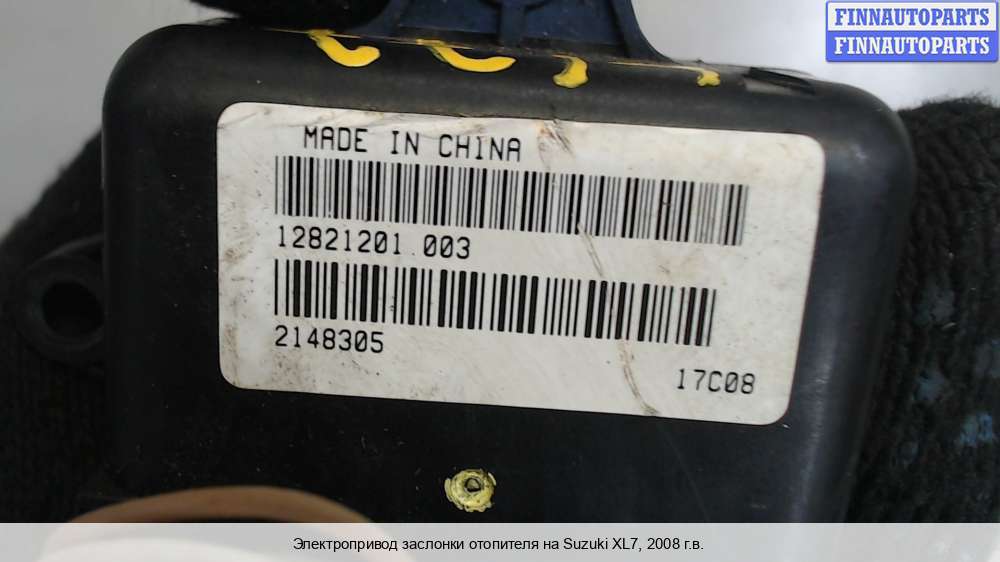 FINNAUTOPARTS
FINNAUTOPARTS
MADE IN CHINA
12821201.003
2148305
17C08
Электропривод заслонки отопителя на Suzuki XL7, 2008 г.в.